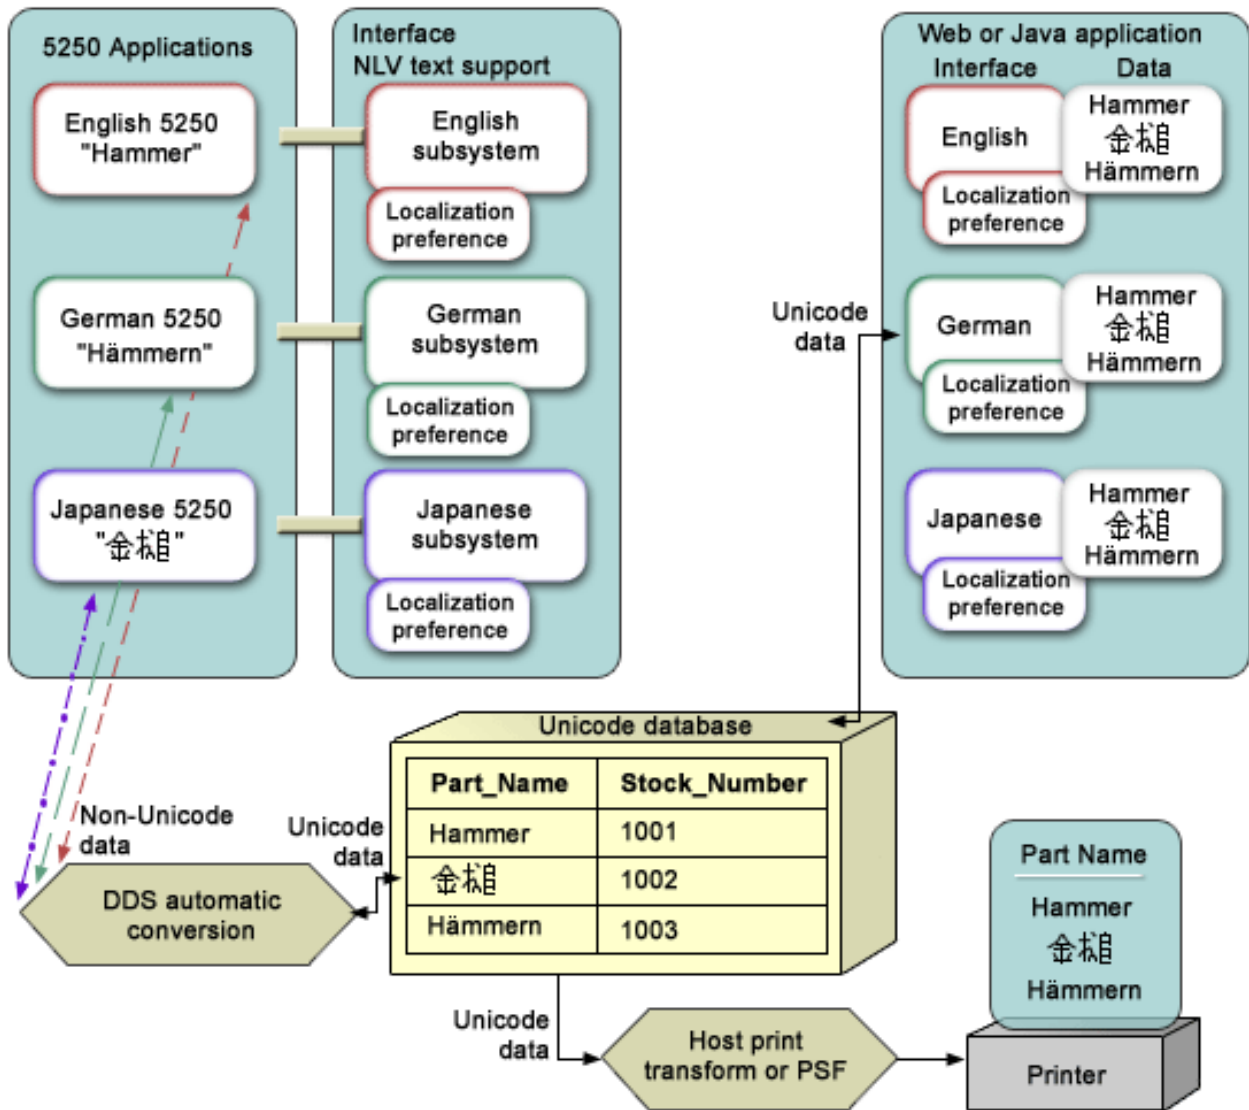 5250 Applications
English 5250
"Hammer"
German 5250
"Hämmern"
Japanese 5250
"金槌"
Interface
NLV text support
English
subsystem
Localization
preference
German
subsystem
Localization
preference
Japanese
subsystem
Localization
preference
Web or Java application
Interface
Data
English
Localization
preference
Hammer
金槌
Hämmern
German
Localization
preference
Hammer
金槌
Hämmern
Japanese
Localization
preference
Hammer
金槌
Hämmern
Unicode
data
Non-Unicode
data
DDS automatic
conversion
Unicode
data
Unicode database
Part_Name Stock_Number
Hammer 1001
金槌 1002
Hämmern 1003
Unicode
data
Host print
transform or PSF
Part Name
Hammer
金槌
Hämmern
Printer